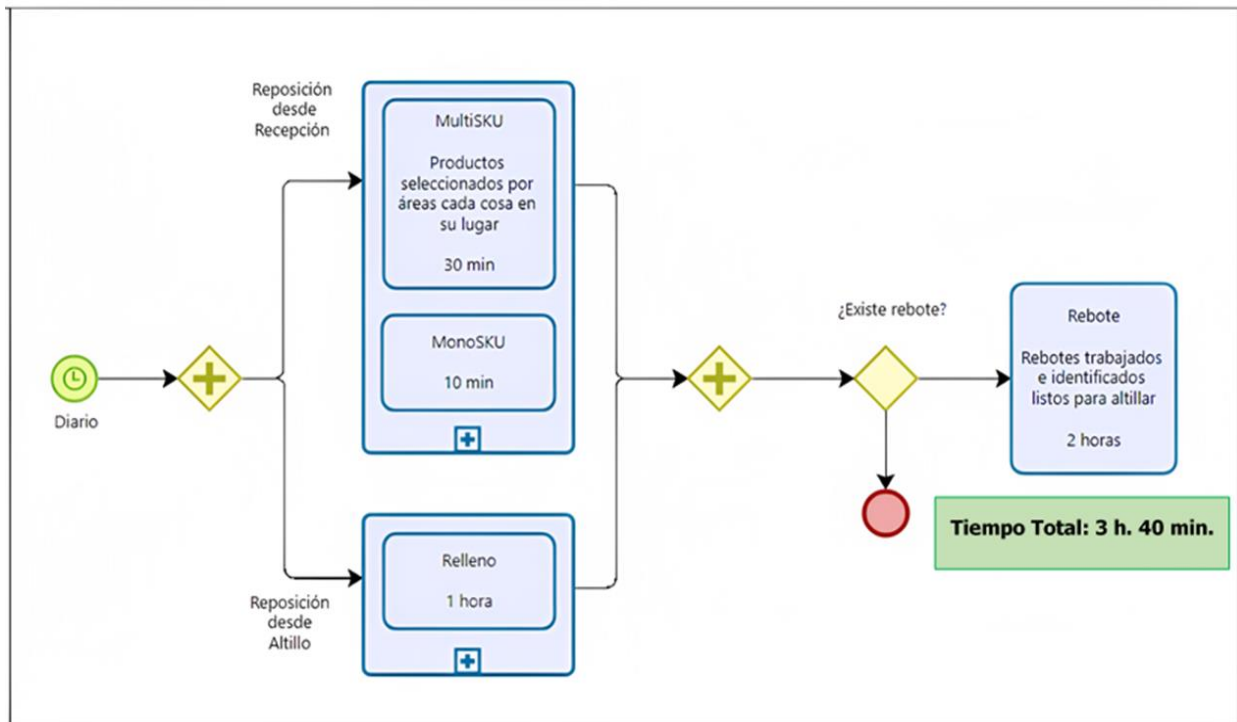 Reposición
desde
Recepción
MultiSKU
Productos
seleccionados por
áreas cada cosa en
su lugar
30 min
MonoSKU
10 min
Diario
Reposición
desde
Altillo
Relleno
1 hora
¿Existe rebote?
Rebote
Rebotes trabajados
e identificados
listos para altillar
2 horas
Tiempo Total: 3 h. 40 min.